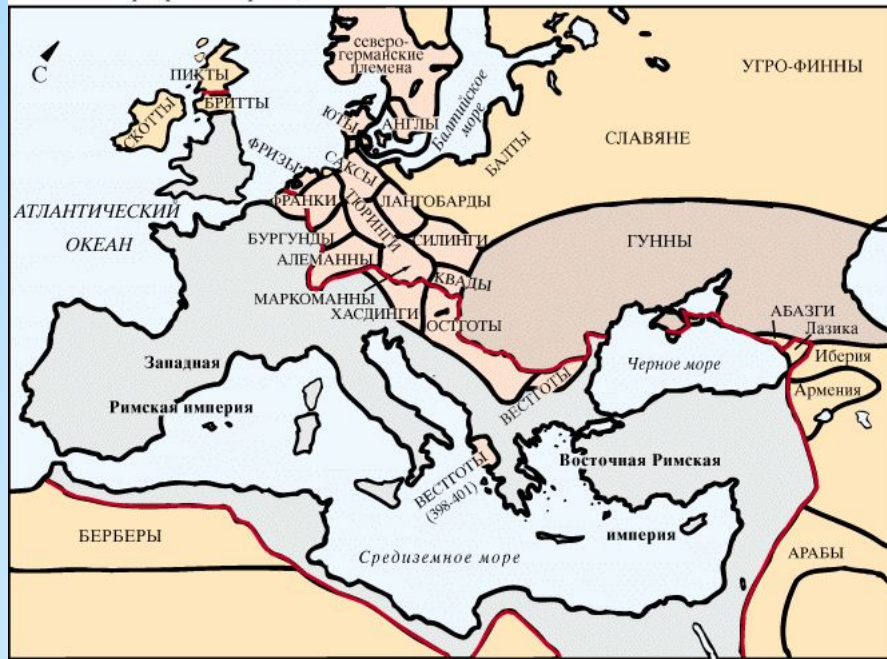 северо-
германские
племена
С
УГРО-ФИННЫ
ПИКТЫ
БРИТТЫ
СКОТТЫ
ЮТЫ
АНГЛЫ
Балтийское
море
БАЛТЫ
СЛАВЯНЕ
ФРИЗЫ
САКСЫ
ФРАНКИ
ТЮРИНГИ
ЛАНГОБАРДЫ
АТЛАНТИЧЕСКИЙ
ОКЕАН
БУРГУНДЫ
СИЛИНГИ
ГУННЫ
АЛЕМАННЫ
КВАДЫ
МАРКОМАННЫ
ХАСДИНГИ
ОСТГОТЫ
АБАЗГИ
Лазика
Иберия
Западная
Римская империя
Черное море
Армения
ВЕСТГОТЫ
ВЕСТГОТЫ
(398-401)
Восточная Римская
империя
БЕРБЕРЫ
Средиземное море
АРАБЫ